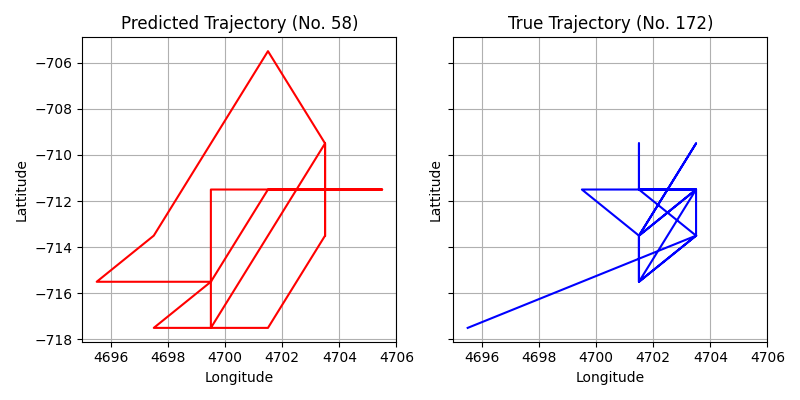 Predicted Trajectory (No. 58)
True Trajectory (No. 172)
−706
−708
−710
−712
−714
−716
−718
Lattitude
Lattitude
4696 4698 4700 4702 4704 4706
4696 4698 4700 4702 4704 4706
Longitude
Longitude